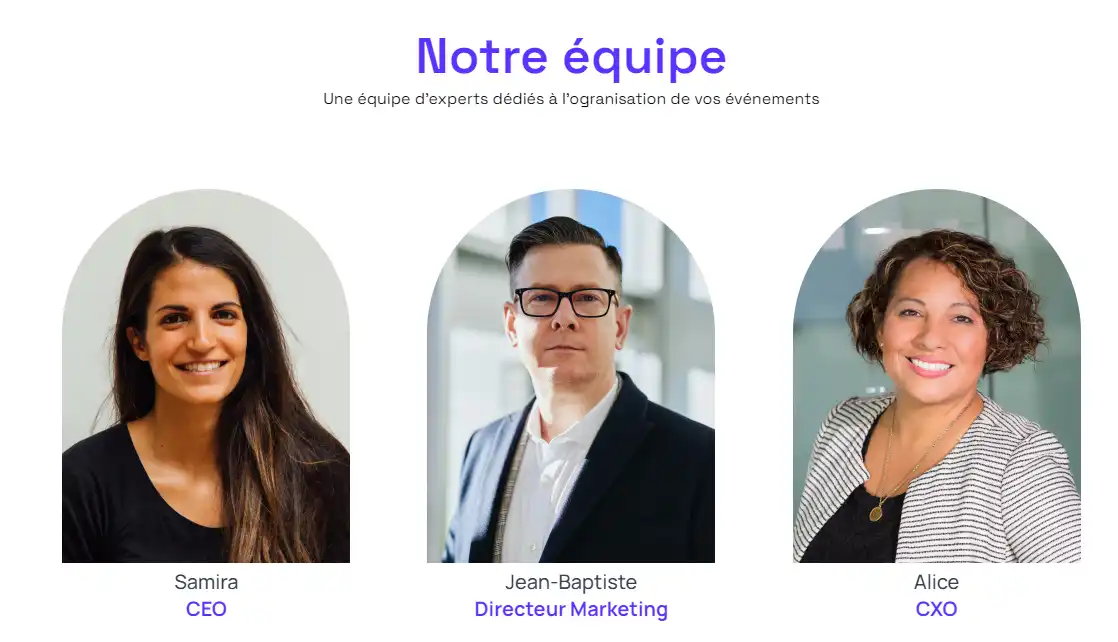 Notre équipe
Une équipe d'experts dédiés à l'ogranisation de vos événements
Samira
Jean-Baptiste
Alice
CEO
Directeur Marketing
CXO